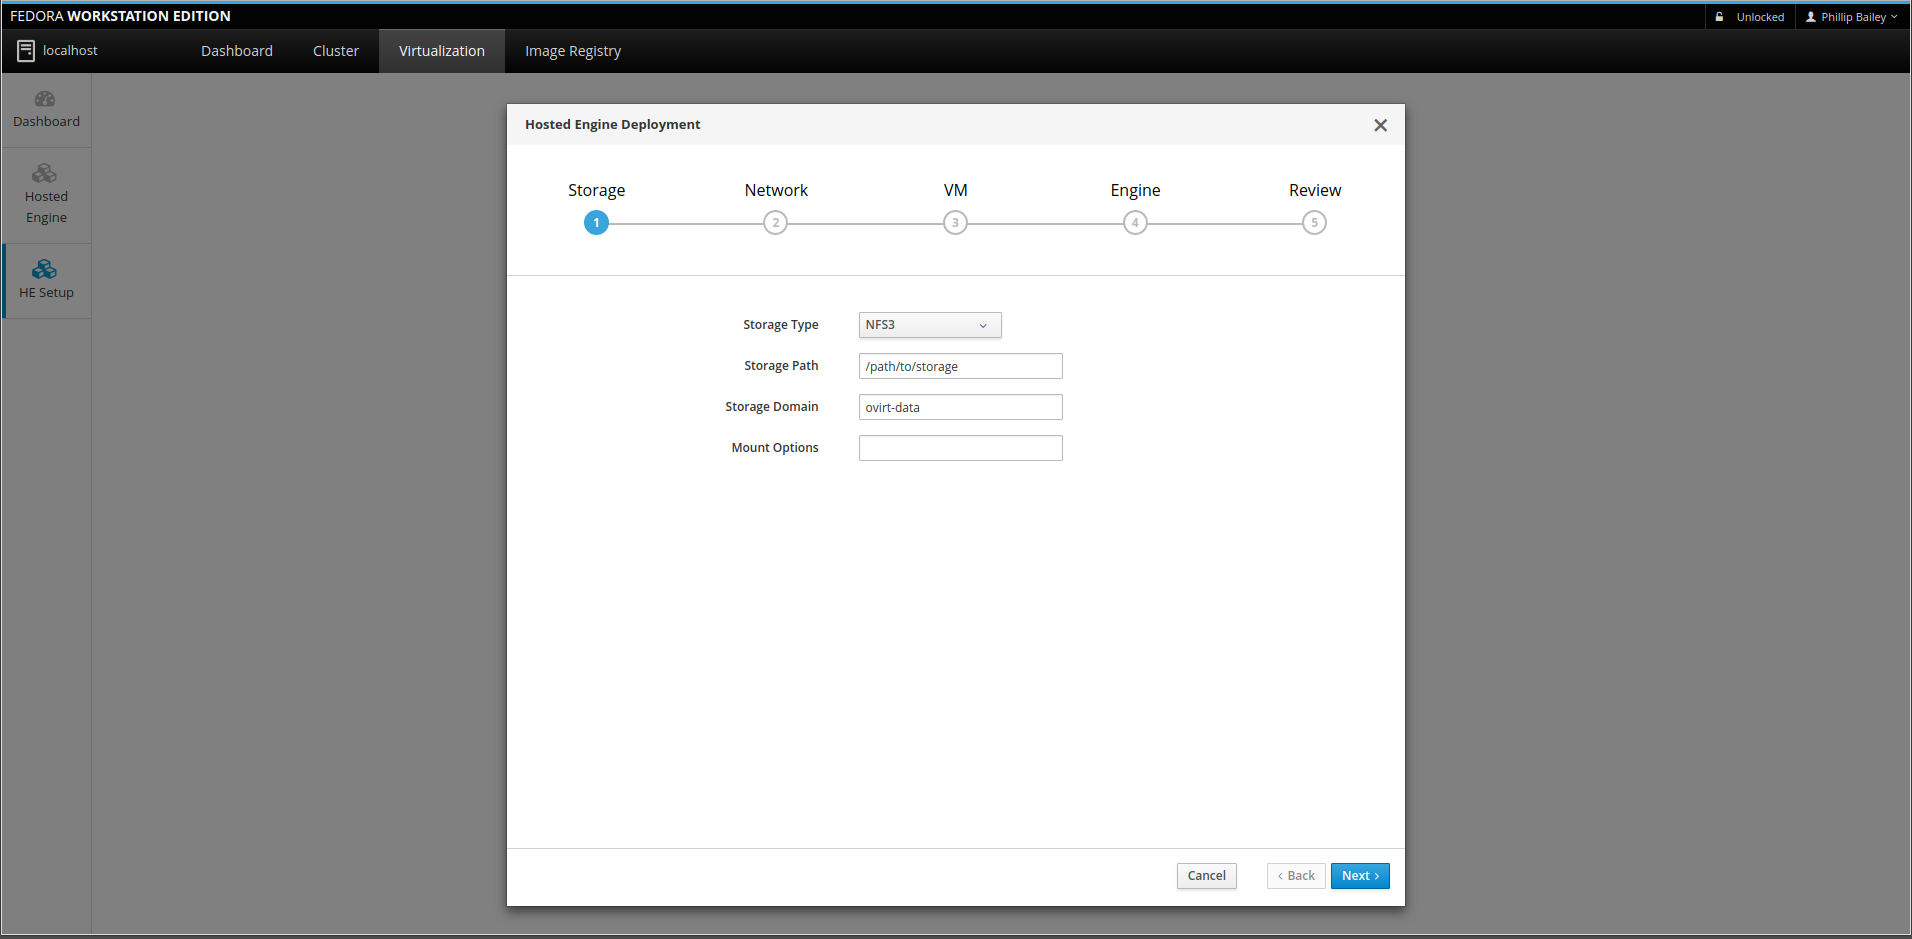 FEDORA WORKSTATION EDITION
Unlocked
Phillip Bailey
localhost
Dashboard
Cluster
Virtualization
Image Registry
Dashboard
Hosted
Engine
HE Setup
Hosted Engine Deployment
Storage
Network
VM
Engine
Review
1
2
3
4
5
Storage Type
NFS3
Storage Path
/path/to/storage
Storage Domain
ovirt-data
Mount Options
Cancel
‹ Back
Next ›